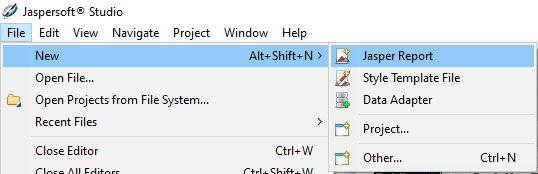 Jaspersoft® Studio
File Edit View Navigate Project Window Help
New Alt+Shift+N
Jasper Report
Open File...
Style Template File
Open Projects from File System...
Data Adapter
Recent Files
Project...
Close Editor Ctrl+W
Other... Ctrl+N
Close All Editors Ctrl+Shift+W